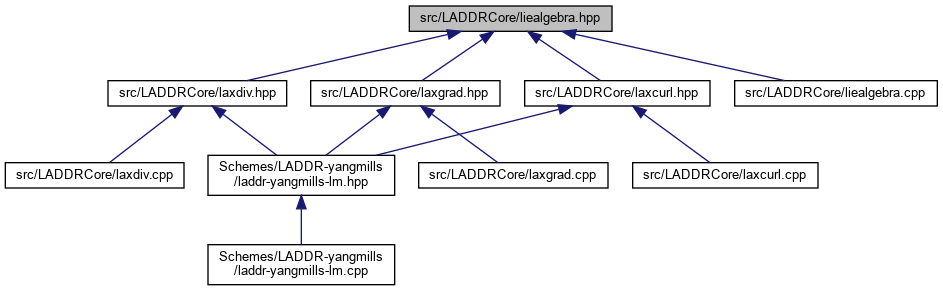 src/LADDRCore/liealgebra.hpp
src/LADDRCore/laxdiv.hpp
src/LADDRCore/laxgrad.hpp
src/LADDRCore/laxcurl.hpp
src/LADDRCore/liealgebra.cpp
src/LADDRCore/laxdiv.cpp
Schemes/LADDR-yangmills
/laddr-yangmills-lm.hpp
src/LADDRCore/laxgrad.cpp
src/LADDRCore/laxcurl.cpp
Schemes/LADDR-yangmills
/laddr-yangmills-lm.cpp